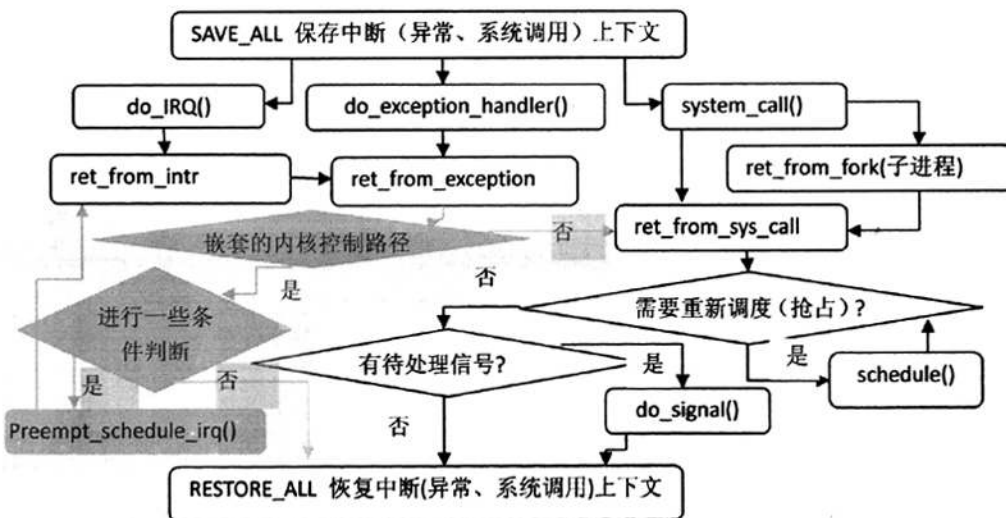 SAVE_ALL 保存中断（异常、系统调用）上下文
do_IRQ()
do_exception_handler()
system_call()
ret_from_intr
ret_from_exception
ret_from_fork(子进程)
嵌套的内核控制路径
否
ret_from_sys_call
是
否
进行一些条
件判断
需要重新调度（抢占）?
有待处理信号?
是
是
schedule()
是
否
do_signal()
Preempt_schedule_irq()
否
RESTORE_ALL 恢复中断(异常、系统调用)上下文